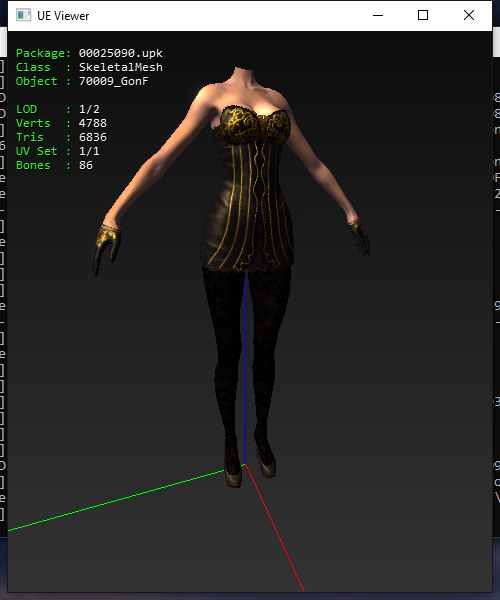 UE Viewer
Package: 00025090.upk
Class : SkeletalMesh
Object : 70009_GonF
LOD : 1/2
Verts : 4788
Tris : 6836
UV Set : 1/1
Bones : 86